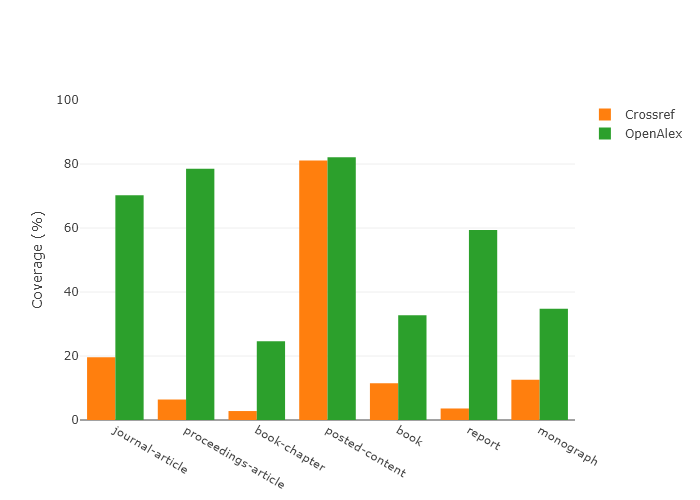 100
80
60
40
20
0
Coverage (%)
journal-article
proceedings-article
book-chapter
posted-content
book
report
monograph
Crossref
OpenAlex